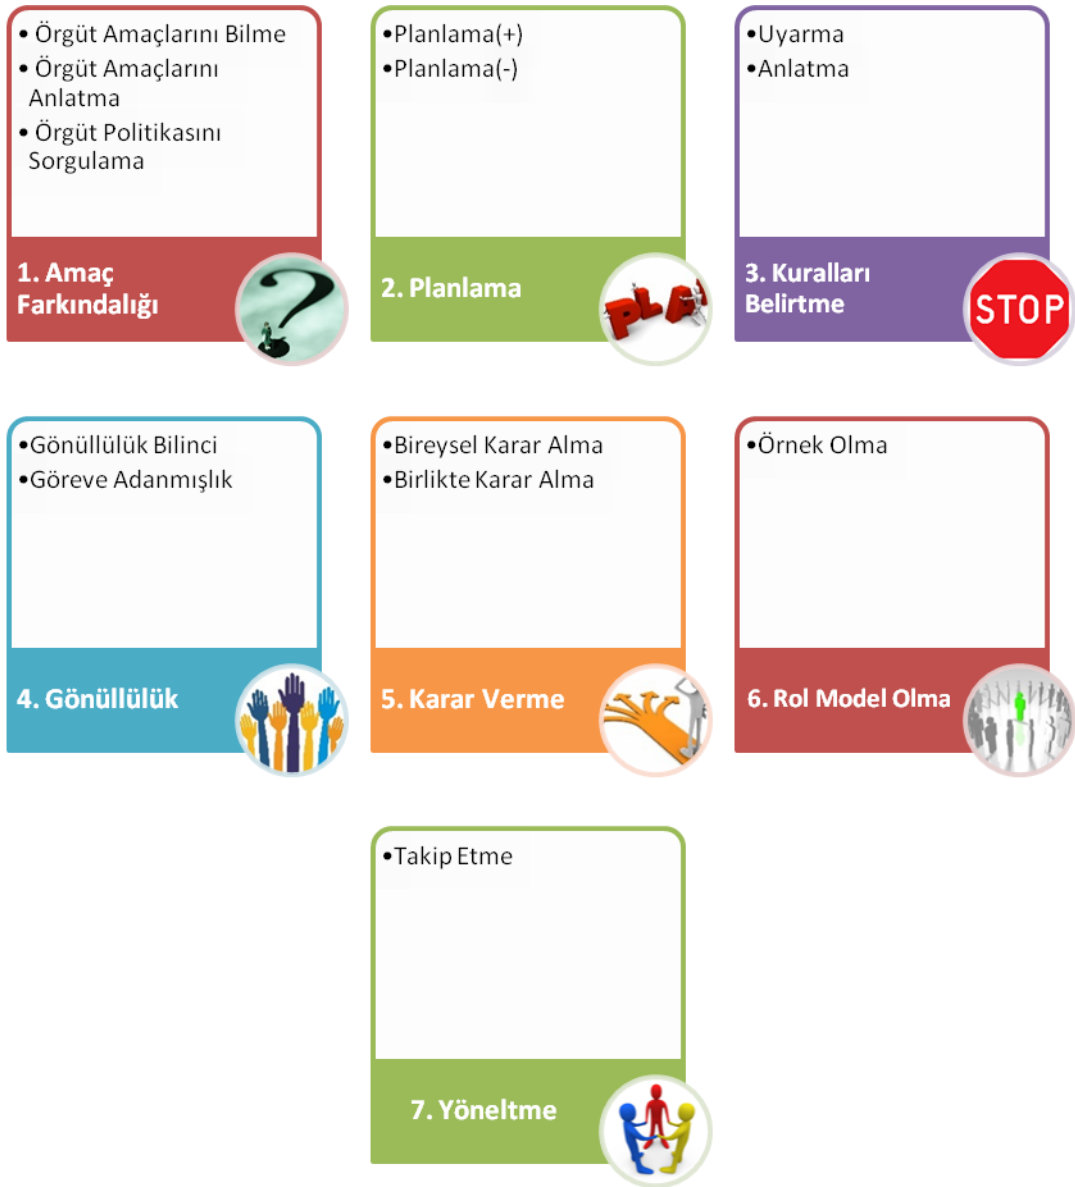 • Örgüt Amaçlarını Bilme
• Örgüt Amaçlarını
Anlatma
• Örgüt Politikasını
Sorgulama
1. Amaç
Farkındalığı
•Planlama(+)
•Planlama(-)
2. Planlama
PLA
•Uyarma
•Anlatma
3. Kuralları
Belirtme
STOP
•Gönüllülük Bilinci
•Göreve Adanmışlık
4. Gönüllülük
•Bireysel Karar Alma
•Birlikte Karar Alma
5. Karar Verme
•Örnek Olma
6. Rol Model Olma
•Takip Etme
7. Yöneltme